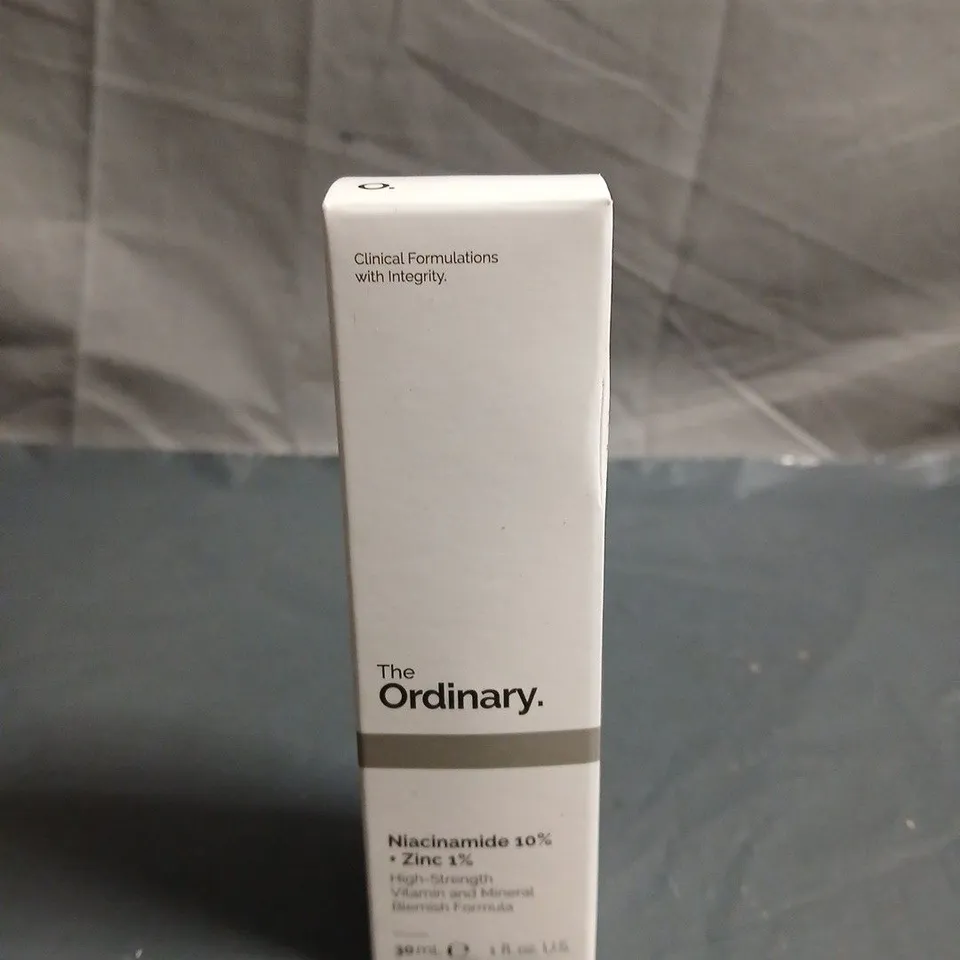 O.
Clinical Formulations
with Integrity.
The
Ordinary.
Niacinamide 10%
+ Zinc 1%
High-Strength
Vitamin and Mineral
Blemish Formula
30 mL ℮ 1 fl. oz. U.S.